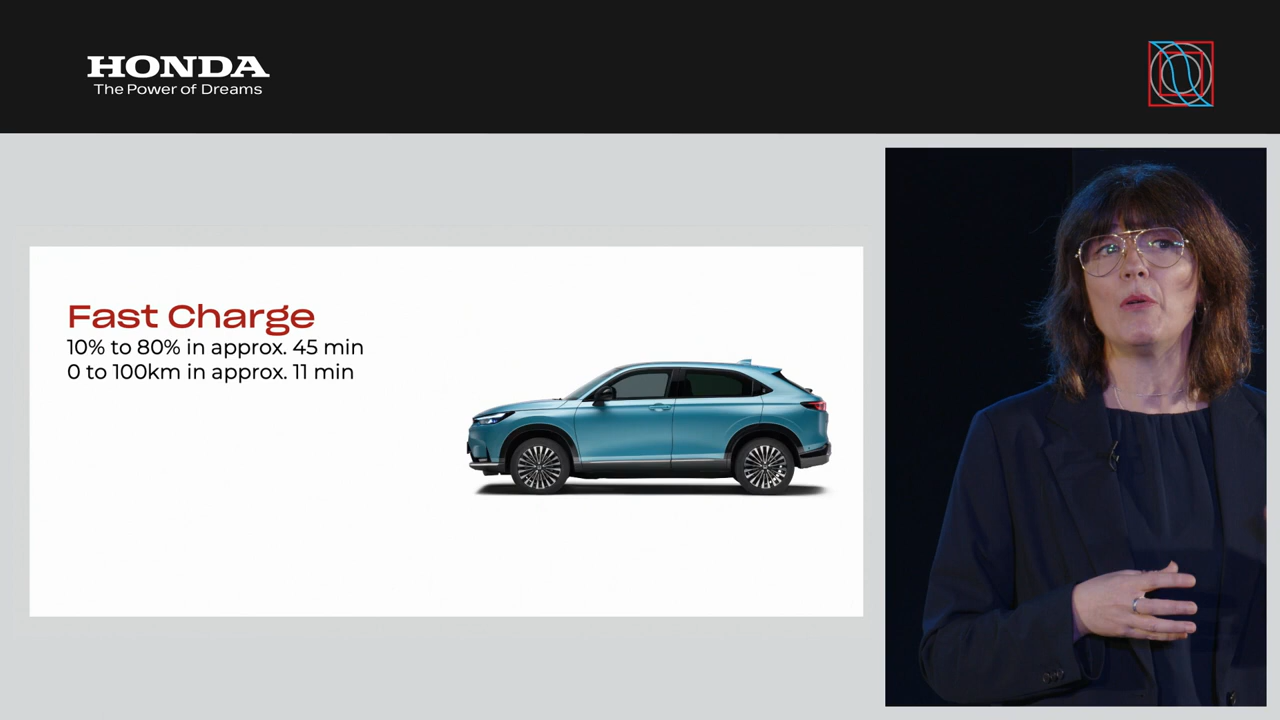 HONDA
The Power of Dreams
Fast Charge
10% to 80% in approx. 45 min
0 to 100km in approx. 11 min